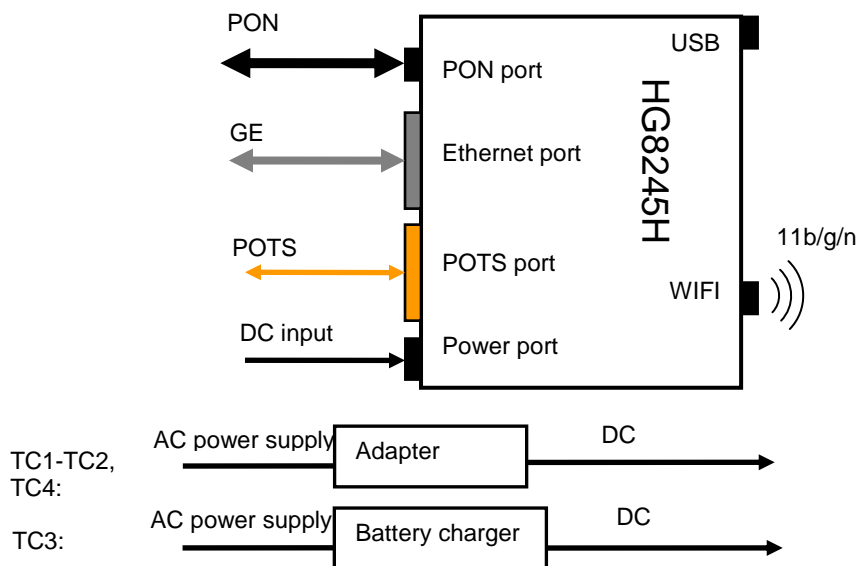 PON
USB
PON port
HG8245H
GE
Ethernet port
11b/g/n
POTS
POTS port
WIFI
DC input
Power port
AC power supply
Adapter
DC
TC1-TC2,
TC4:
AC power supply
Battery charger
DC
TC3: